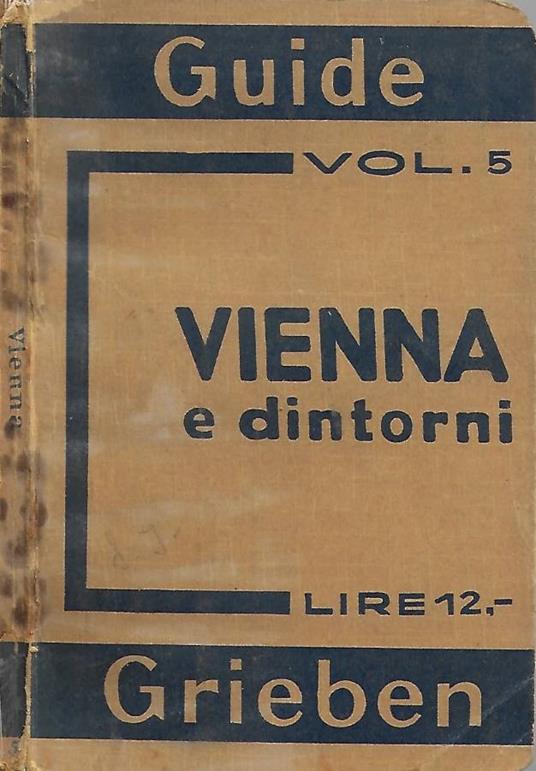 Guide
VOL. 5
VIENNA
e dintorni
LIRE 12,-
Grieben
Vienna